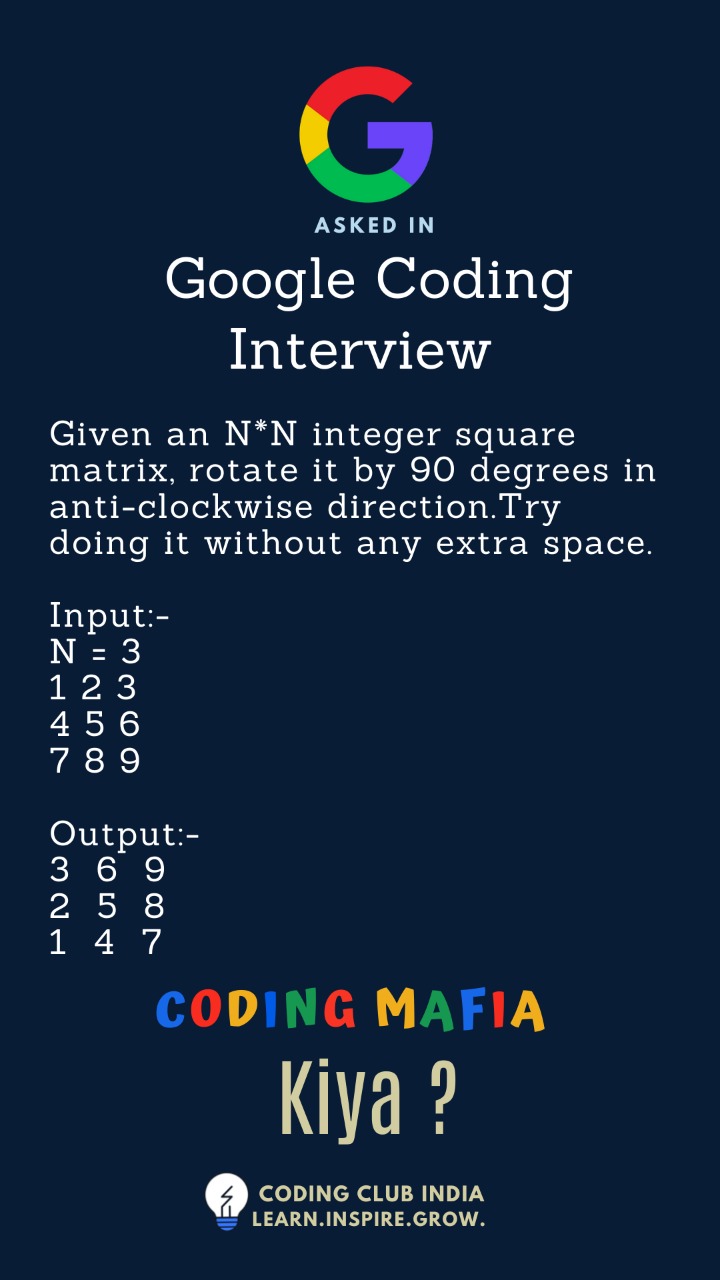 ASKED IN
Google Coding
Interview
Given an N*N integer square
matrix, rotate it by 90 degrees in
anti-clockwise direction.Try
doing it without any extra space.
Input:-
N = 3
1 2 3
4 5 6
7 8 9
Output:-
3 6 9
2 5 8
1 4 7
CODING MAFIA
Kiya ?
CODING CLUB INDIA
LEARN.INSPIRE.GROW.